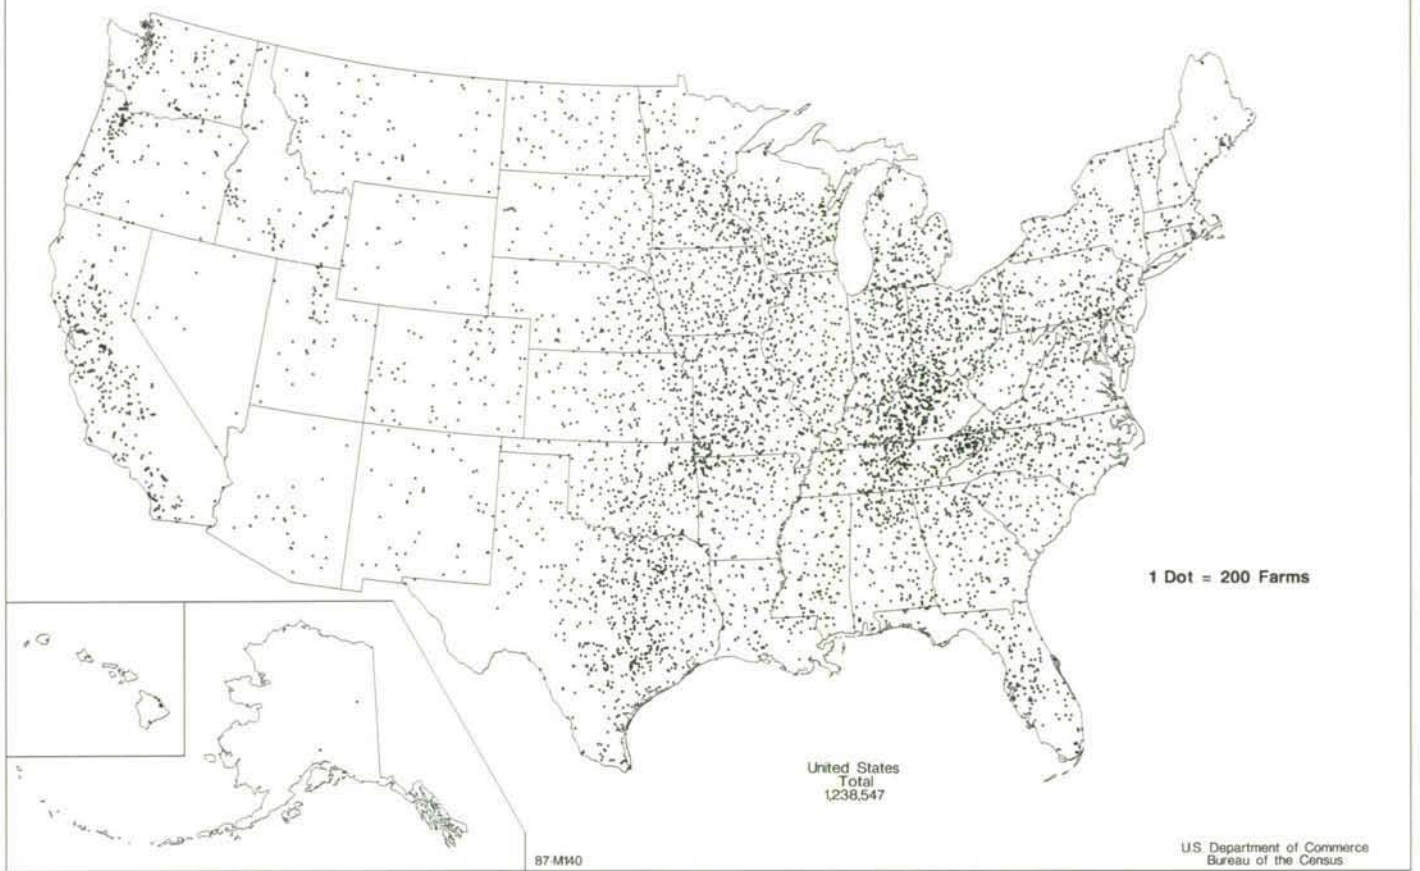 1 Dot = 200 Farms
United States
Total
1,238,547
87-M140
U.S. Department of Commerce
Bureau of the Census